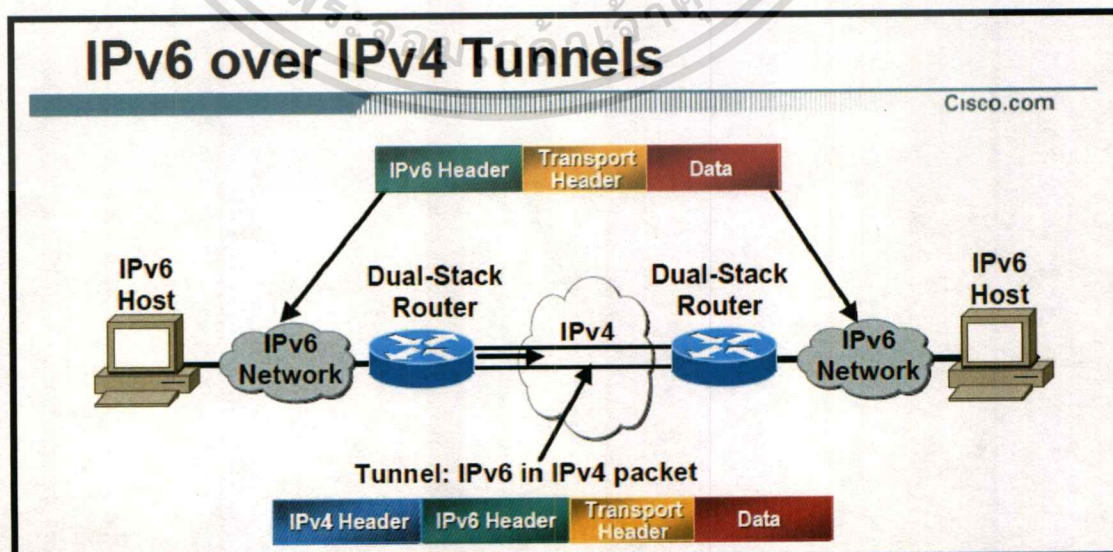 IPv6 over IPv4 Tunnels
Cisco.com
IPv6 Header
Transport
Header
Data
IPv6
Host
IPv6
Network
Dual-Stack
Router
IPv4
Dual-Stack
Router
IPv6
Network
IPv6
Host
Tunnel: IPv6 in IPv4 packet
IPv4 Header
IPv6 Header
Transport
Header
Data